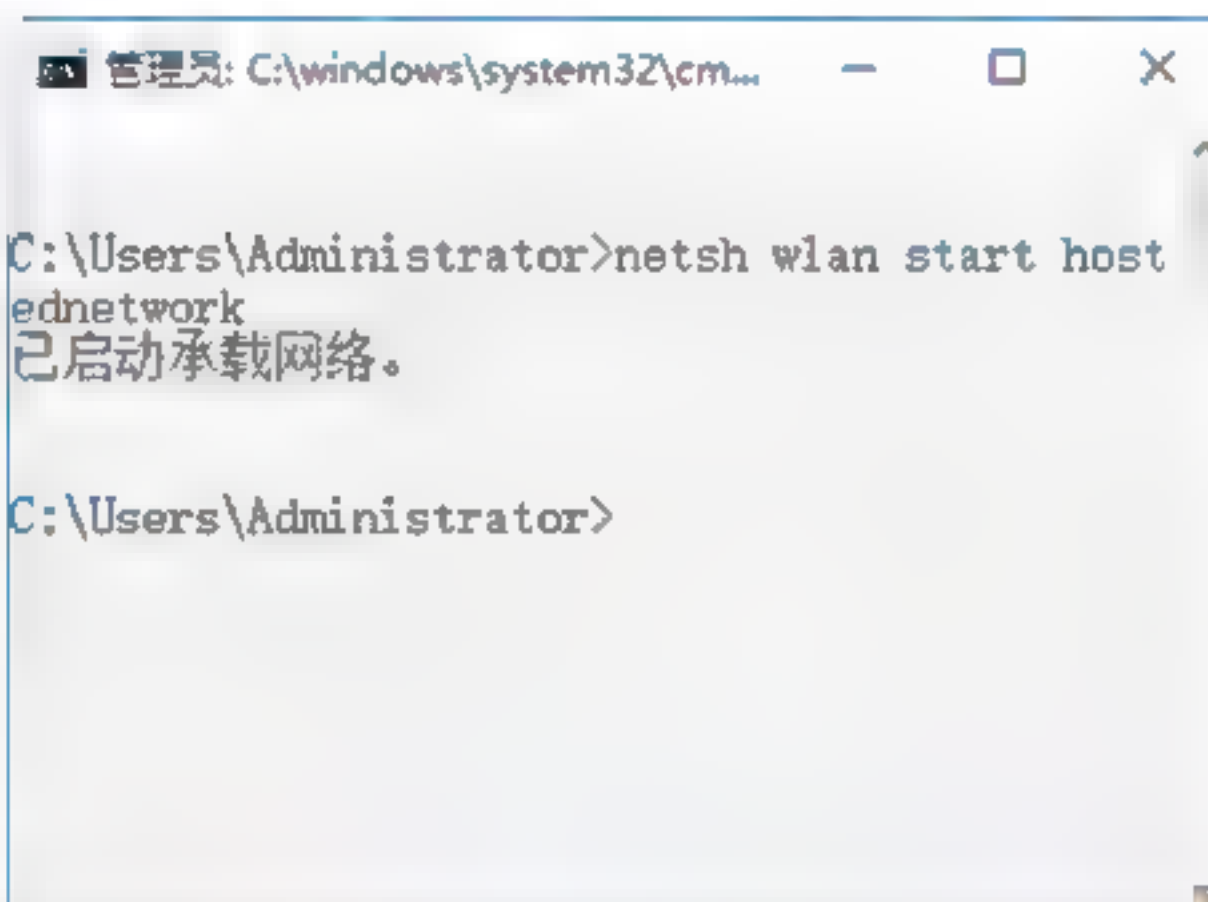 管理员: C:\windows\system32\cm...
C:\Users\Administrator>netsh wlan start host
ednetwork
已启动承载网络。
C:\Users\Administrator>